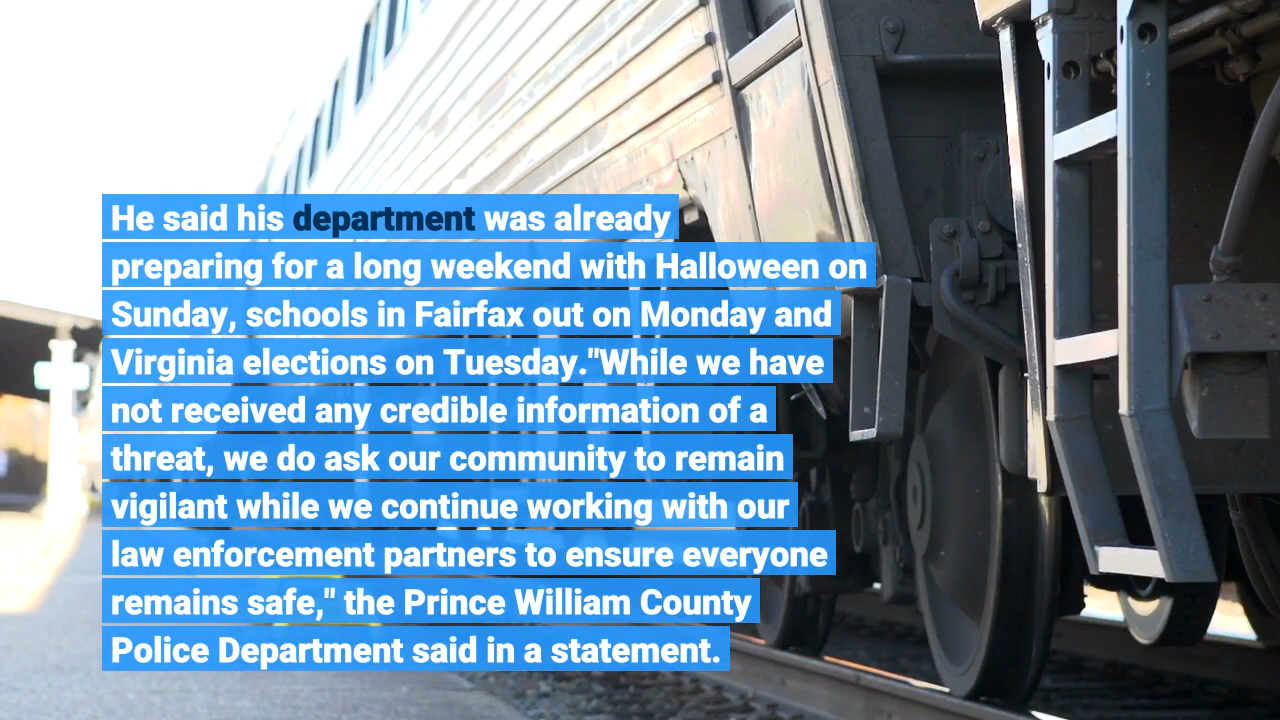 He said his department was already
preparing for a long weekend with Halloween on
Sunday, schools in Fairfax out on Monday and
Virginia elections on Tuesday."While we have
not received any credible information of a
threat, we do ask our community to remain
vigilant while we continue working with our
law enforcement partners to ensure everyone
remains safe," the Prince William County
Police Department said in a statement.